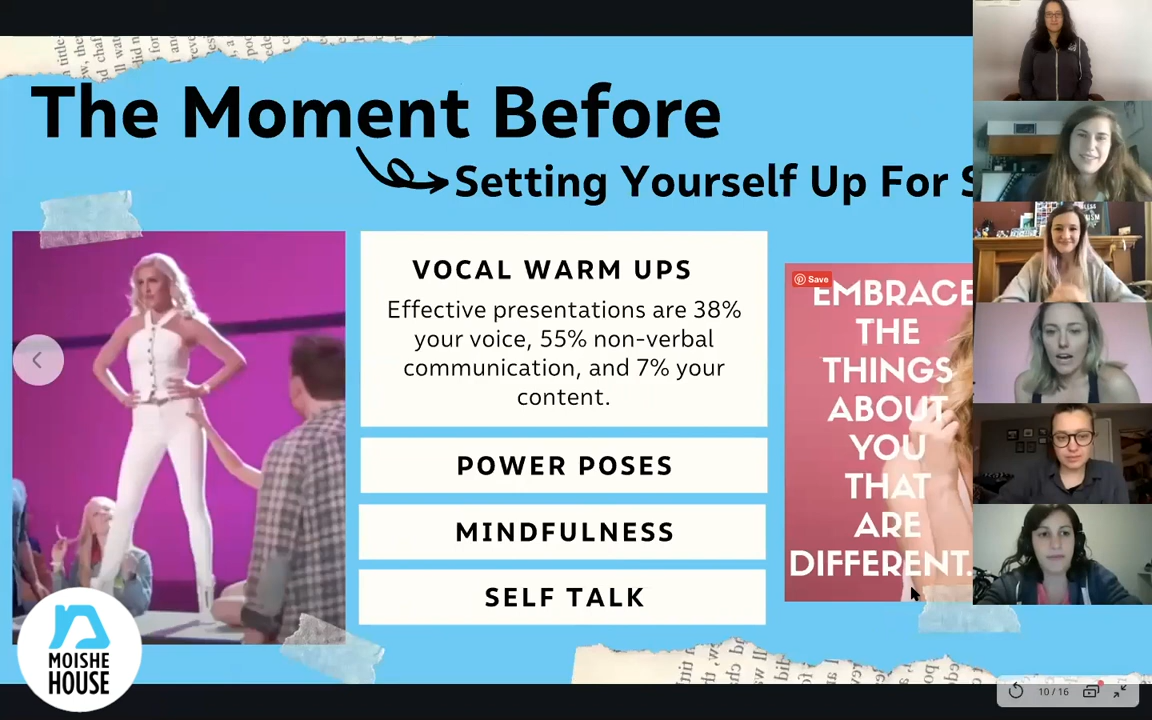 The Moment Before
Setting Yourself Up For S
VOCAL WARM UPS
Effective presentations are 38%
your voice, 55% non-verbal
communication, and 7% your
content.
POWER POSES
MINDFULNESS
SELF TALK
Save
EMBRACE
THE
THINGS
ABOUT
YOU
THAT
ARE
DIFFERENT.
MOISHE
HOUSE
10 / 16